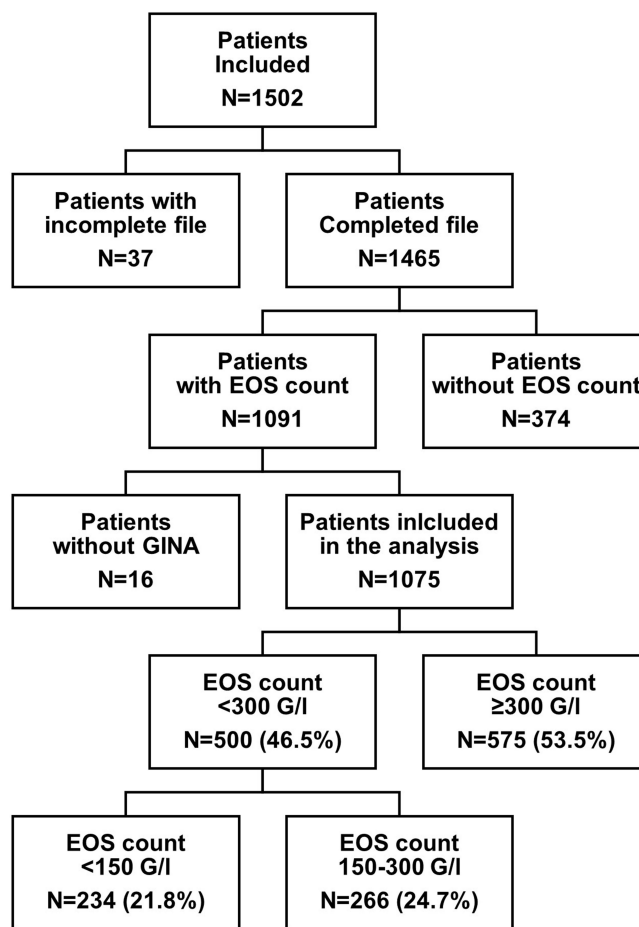 Patients
Included
N=1502
Patients with
incomplete file
N=37
Patients
Completed file
N=1465
Patients
with EOS count
N=1091
Patients
without EOS count
N=374
Patients
without GINA
N=16
Patients inlcluded
in the analysis
N=1075
EOS count
<300 G/l
N=500 (46.5%)
EOS count
≥300 G/l
N=575 (53.5%)
EOS count
<150 G/l
N=234 (21.8%)
EOS count
150-300 G/l
N=266 (24.7%)